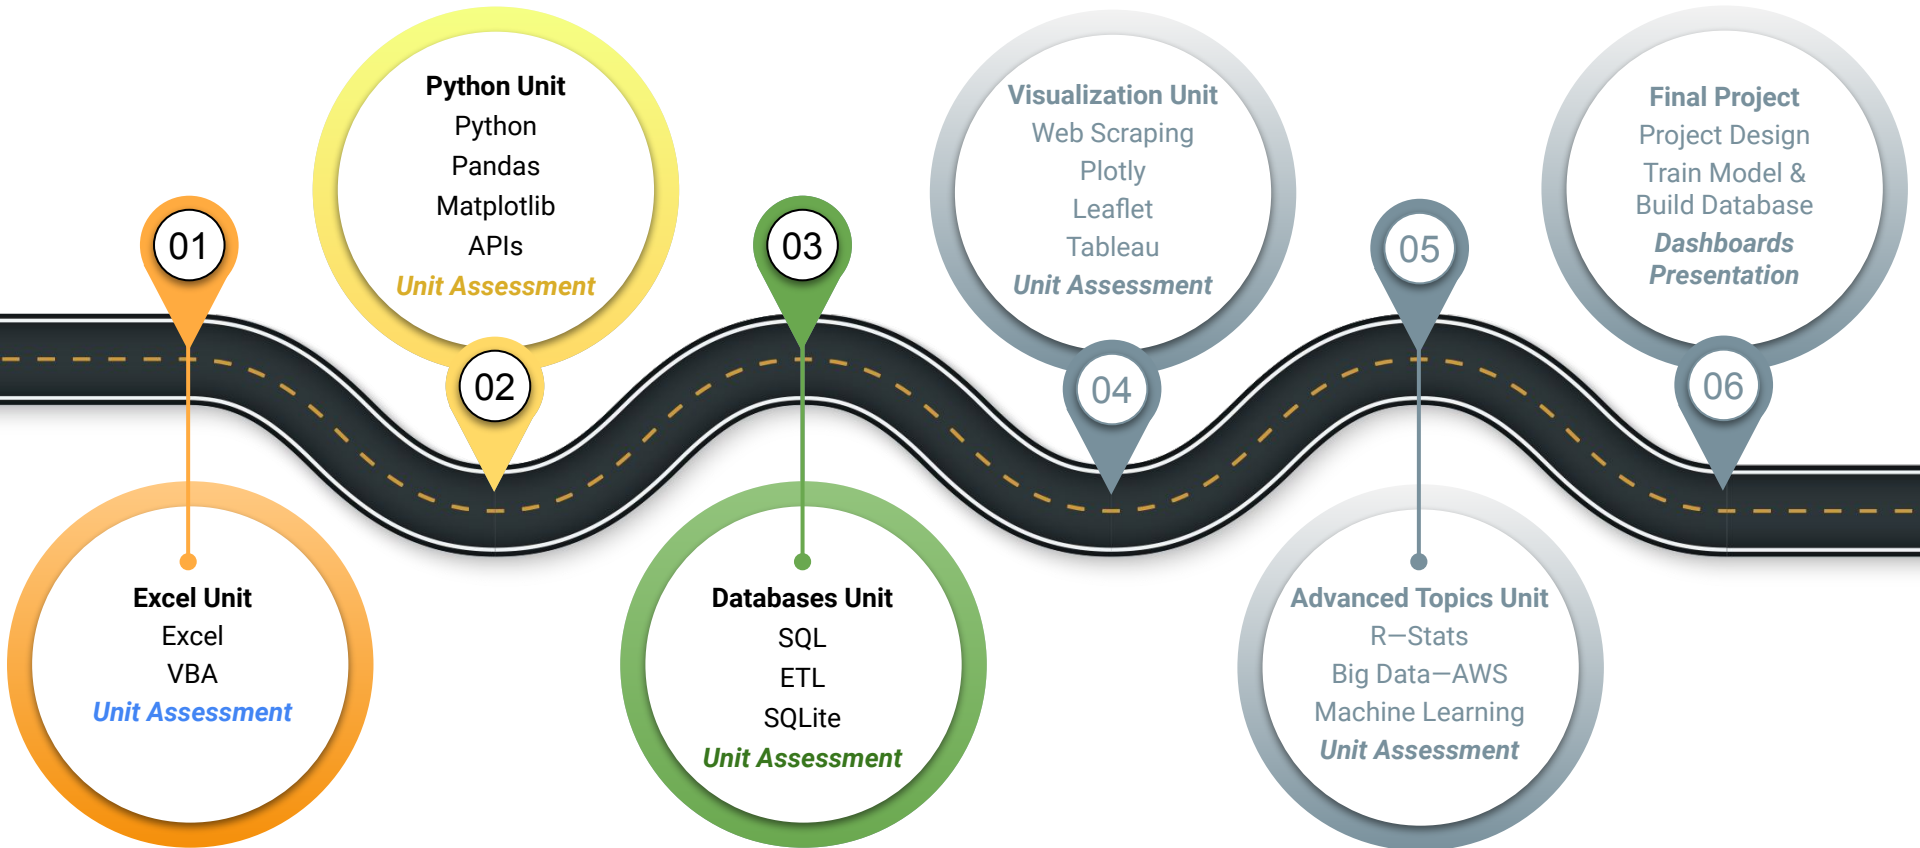 01
Excel Unit
Excel
VBA
Unit Assessment
Python Unit
Python
Pandas
Matplotlib
APIs
Unit Assessment
02
03
Databases Unit
SQL
ETL
SQLite
Unit Assessment
Visualization Unit
Web Scraping
Plotly
Leaflet
Tableau
Unit Assessment
04
05
Advanced Topics Unit
R—Stats
Big Data—AWS
Machine Learning
Unit Assessment
Final Project
Project Design
Train Model &
Build Database
Dashboards
Presentation
06